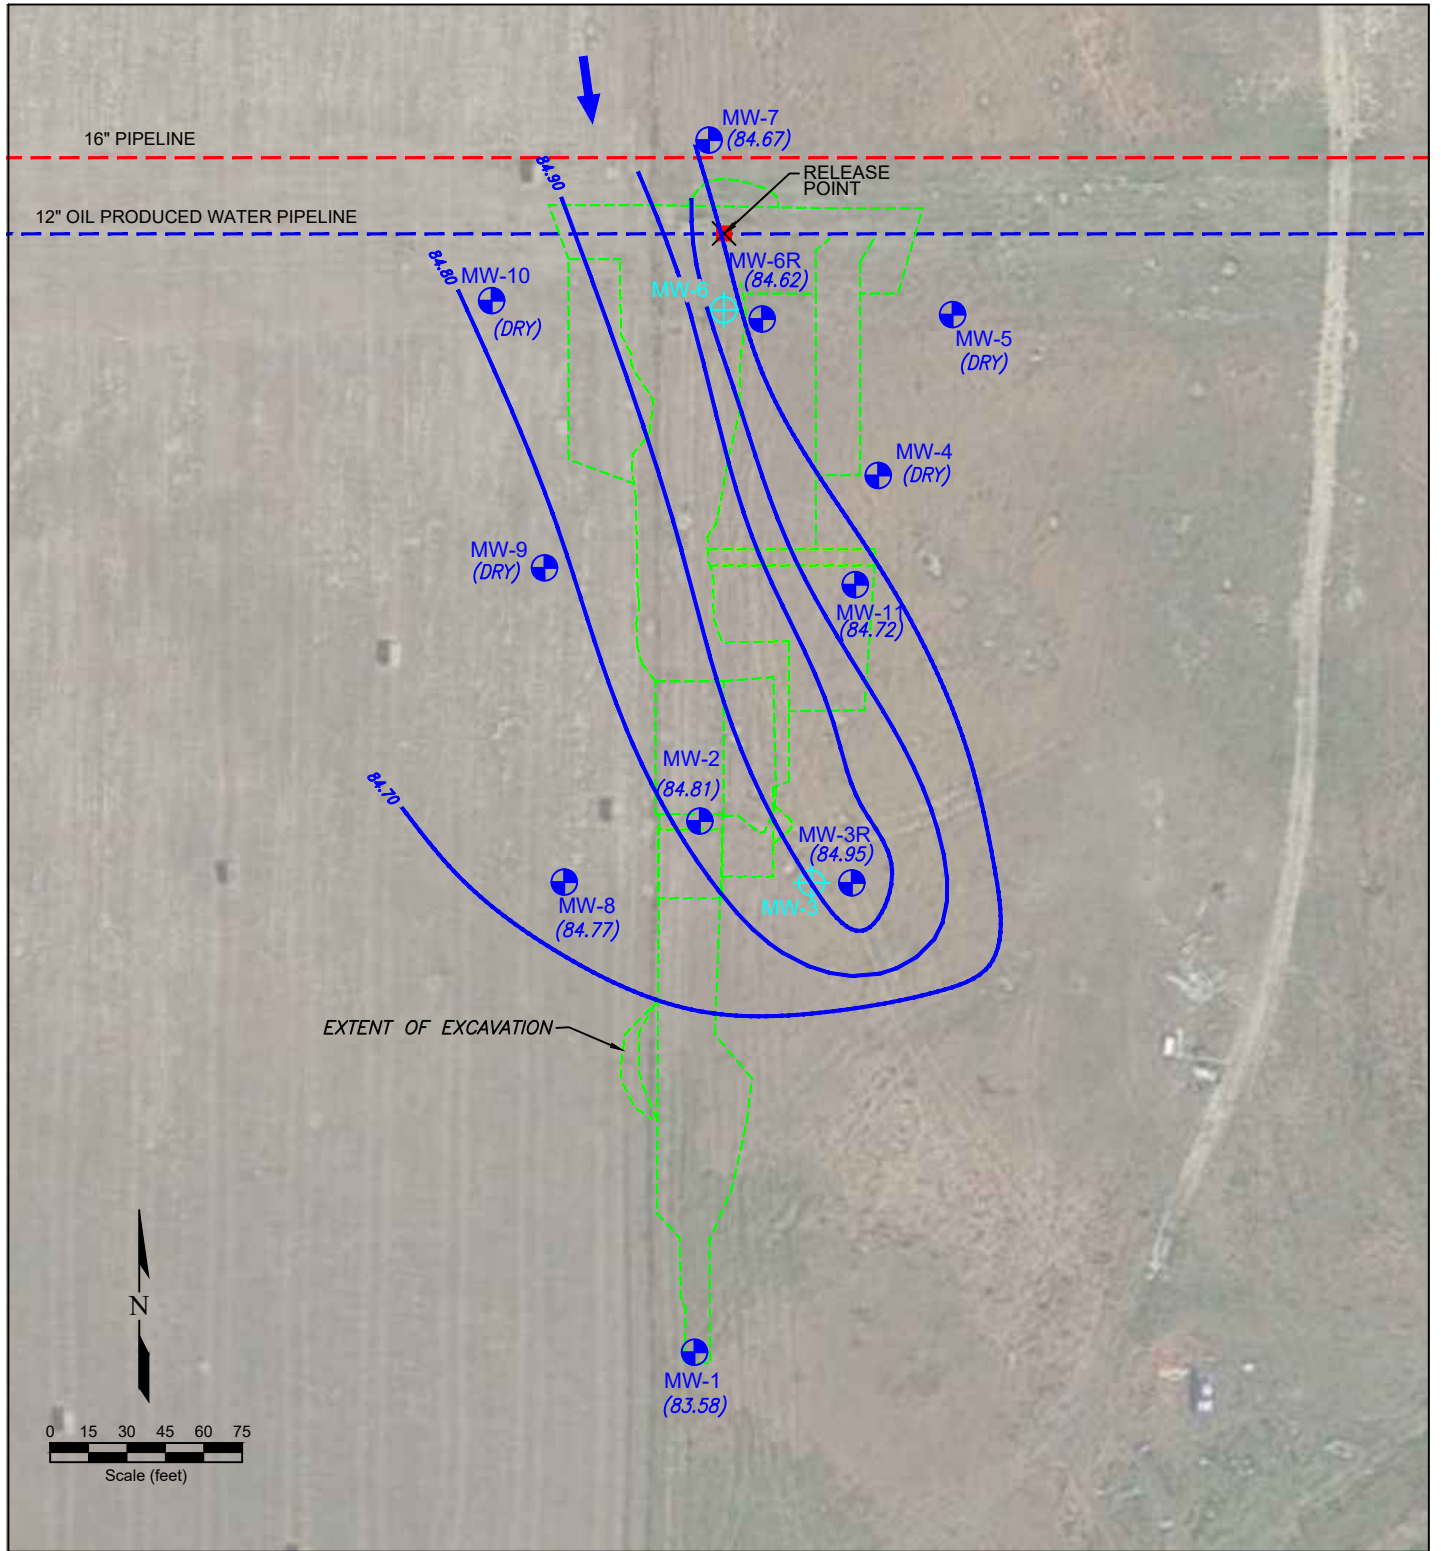 MW-7
(84.67)
16" PIPELINE
84.90
RELEASE
POINT
12" OIL PRODUCED WATER PIPELINE
84.80
MW-10
(DRY)
MW-6R
(84.62)
MW-6
MW-5
(DRY)
MW-4
(DRY)
MW-9
(DRY)
MW-11
(84.72)
MW-2
(84.81)
84.70
MW-3R
(84.95)
MW-3
MW-8
(84.77)
EXTENT OF EXCAVATION
N
MW-1
(83.58)
0 15 30 45 60 75
Scale (feet)